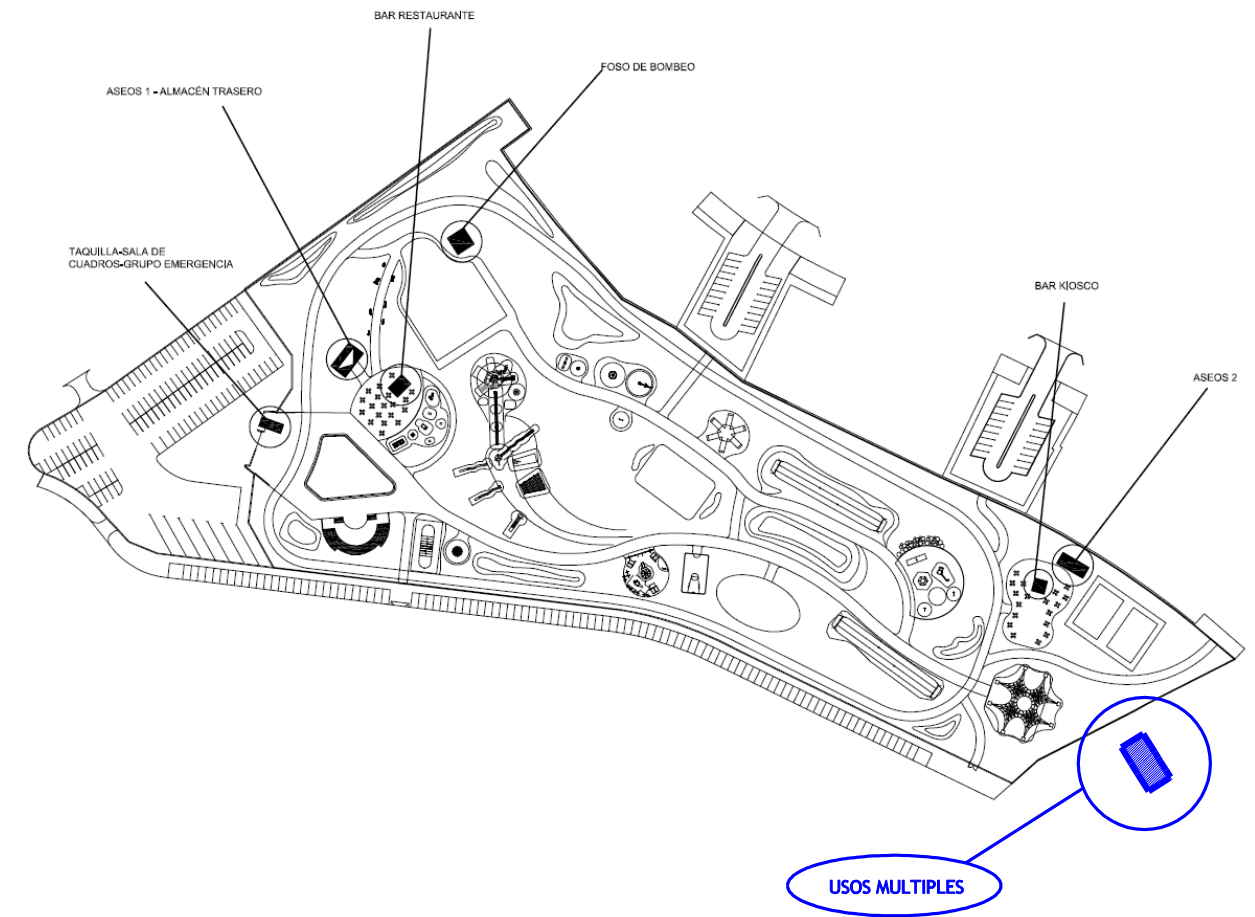 BAR RESTAURANTE
FOSO DE BOMBEO
ASEOS 1 - ALMACÉN TRASERO
TAQUILLA-SALA DE
CUADROS-GRUPO EMERGENCIA
BAR KIOSCO
ASEOS 2
USOS MULTIPLES